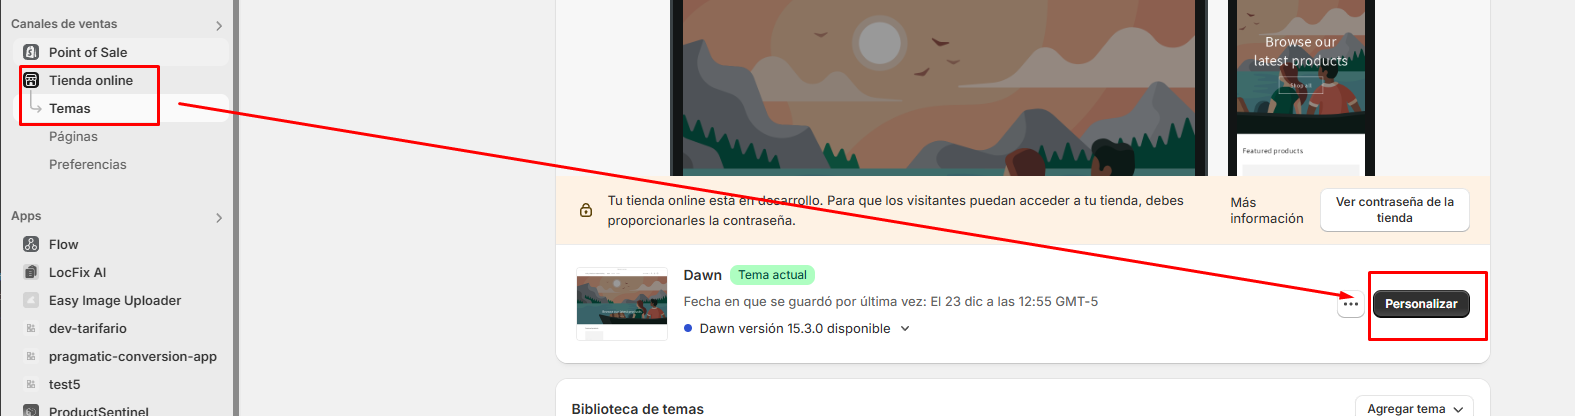 Canales de ventas
Point of Sale
Tienda online
Temas
Páginas
Preferencias
Apps
Flow
LocFix AI
Easy Image Uploader
dev-tarifario
pragmatic-conversion-app
test5
ProductSentinel
Browse our
latest products
Shop all
Featured products
Tu tienda online está en desarrollo. Para que los visitantes puedan acceder a tu tienda, debes
proporcionarles la contraseña.
Más
información
Ver contraseña de la
tienda
Dawn
Tema actual
Fecha en que se guardó por última vez: El 23 dic a las 12:55 GMT-5
Dawn versión 15.3.0 disponible
Personalizar
Biblioteca de temas
Agregar tema